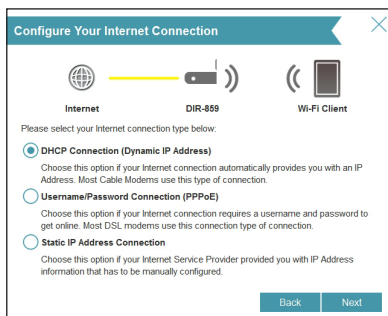 Configure Your Internet Connection
Internet
DIR-859
Wi-Fi Client
Please select your Internet connection type below:
DHCP Connection (Dynamic IP Address)
Choose this option if your Internet connection automatically provides you with an IP
Address. Most Cable Modems use this type of connection.
Username/Password Connection (PPPoE)
Choose this option if your Internet connection requires a username and password to
get online. Most DSL modems use this connection type of connection.
Static IP Address Connection
Choose this option if your Internet Service Provider provided you with IP Address
information that has to be manually configured.
Back
Next